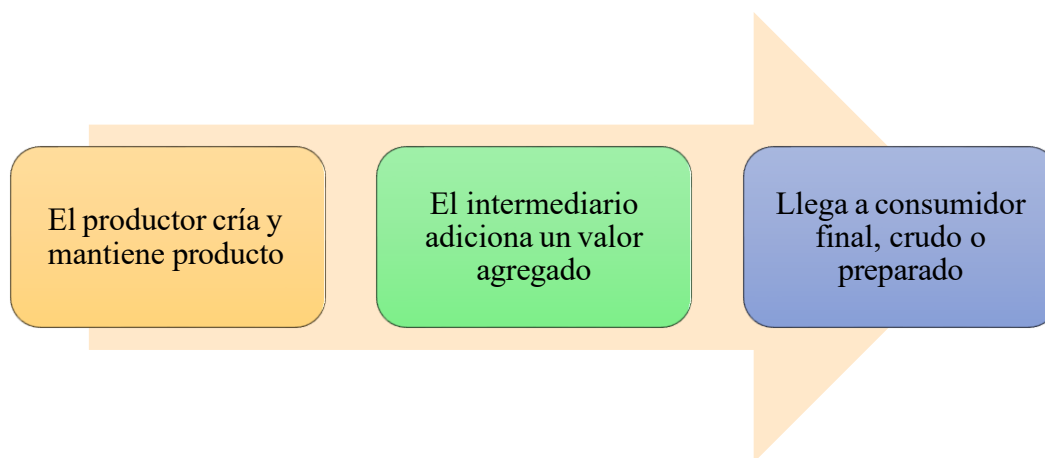 El productor cría y
mantiene producto
El intermediario
adiciona un valor
agregado
Llega a consumidor
final, crudo o
preparado